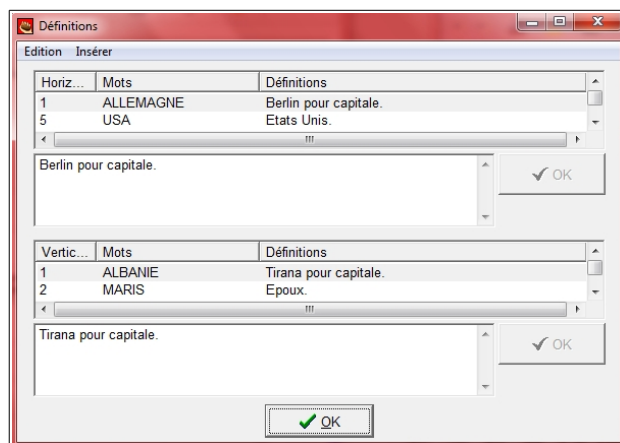 Définitions
Edition Insérer
Horiz... Mots Définitions
1 ALLEMAGNE Berlin pour capitale.
5 USA Etats Unis.
Berlin pour capitale.
OK
Vertic... Mots Définitions
1 ALBANIE Tirana pour capitale.
2 MARIS Epoux.
Tirana pour capitale.
OK
OK